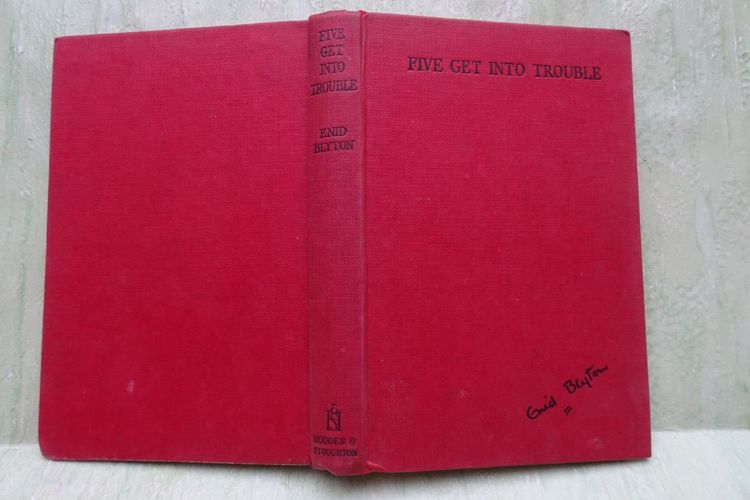 FIVE
GET
INTO
TROUBLE
ENID
BLYTON
HODDER &
STOUGHTON
FIVE GET INTO TROUBLE
Enid Blyton